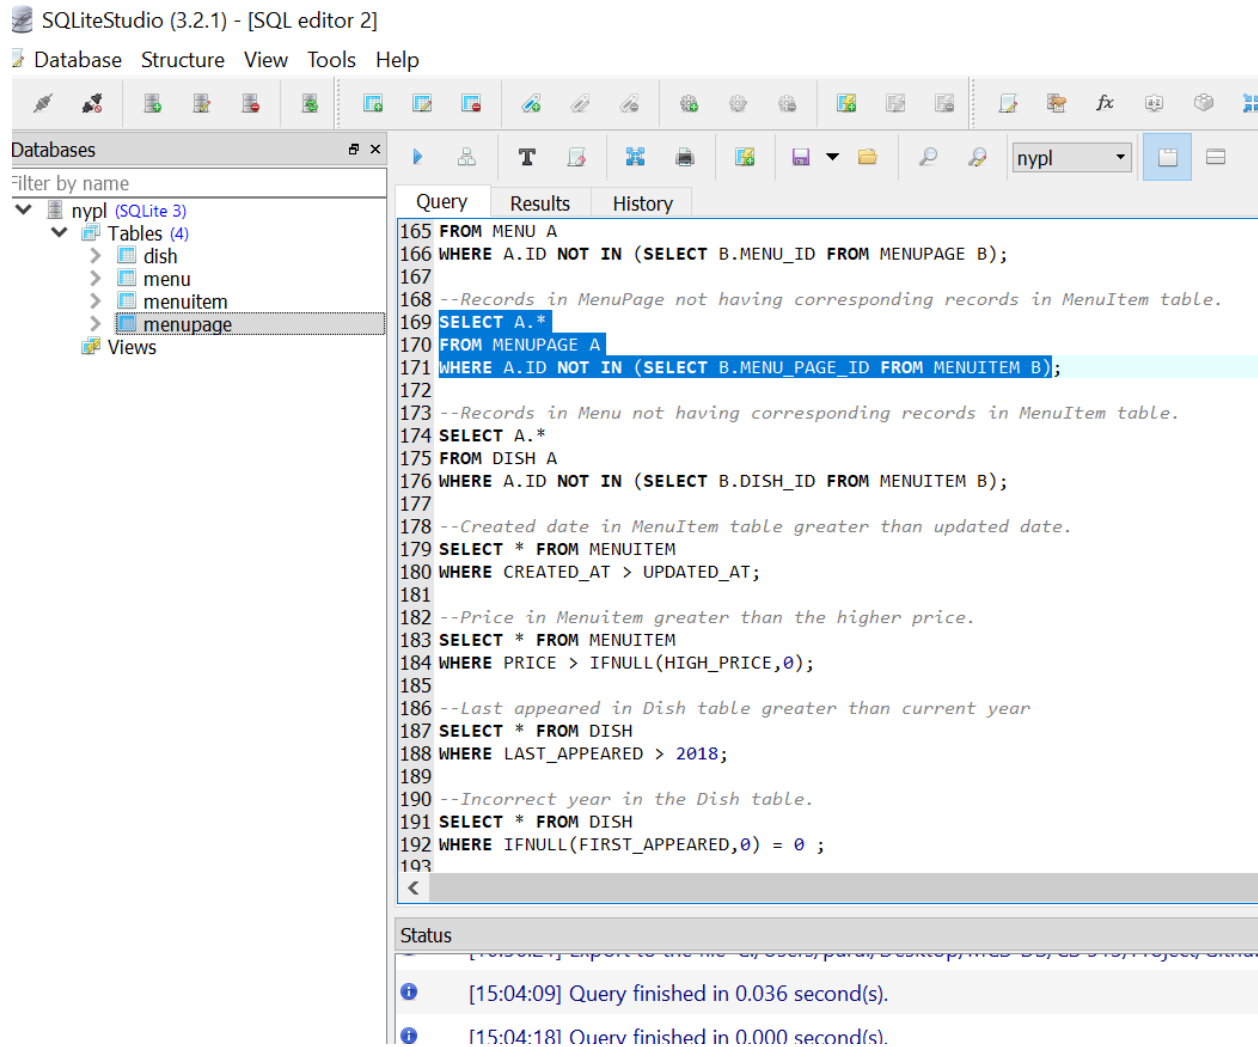 SQLiteStudio (3.2.1) - [SQL editor 2]
Database Structure View Tools Help
Databases
Filter by name
nypl (SQLite 3)
Tables (4)
dish
menu
menuitem
menupage
Views
nypl
Query Results History
165 FROM MENU A
166 WHERE A.ID NOT IN (SELECT B.MENU_ID FROM MENUPAGE B);
167
168 --Records in MenuPage not having corresponding records in MenuItem table.
169 SELECT A.*
170 FROM MENUPAGE A
171 WHERE A.ID NOT IN (SELECT B.MENU_PAGE_ID FROM MENUITEM B);
172
173 --Records in Menu not having corresponding records in MenuItem table.
174 SELECT A.*
175 FROM DISH A
176 WHERE A.ID NOT IN (SELECT B.DISH_ID FROM MENUITEM B);
177
178 --Created date in MenuItem table greater than updated date.
179 SELECT * FROM MENUITEM
180 WHERE CREATED_AT > UPDATED_AT;
181
182 --Price in Menuitem greater than the higher price.
183 SELECT * FROM MENUITEM
184 WHERE PRICE > IFNULL(HIGH_PRICE,0);
185
186 --Last appeared in Dish table greater than current year
187 SELECT * FROM DISH
188 WHERE LAST_APPEARED > 2018;
189
190 --Incorrect year in the Dish table.
191 SELECT * FROM DISH
192 WHERE IFNULL(FIRST_APPEARED,0) = 0 ;
193
Status
[15:04:09] Query finished in 0.036 second(s).
[15:04:18] Query finished in 0.000 second(s).